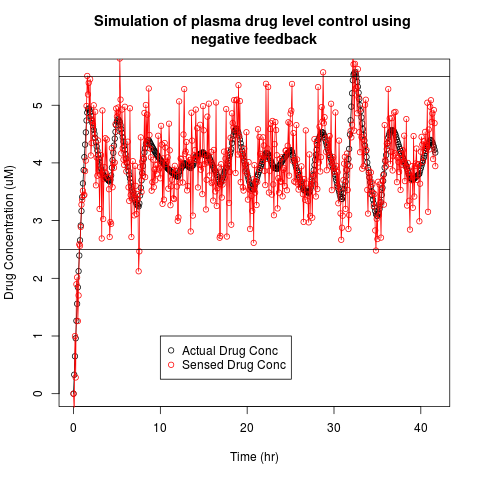 Simulation of plasma drug level control using
negative feedback
Drug Concentration (uM)
5
4
3
2
1
0
Actual Drug Conc
Sensed Drug Conc
0 10 20 30 40
Time (hr)